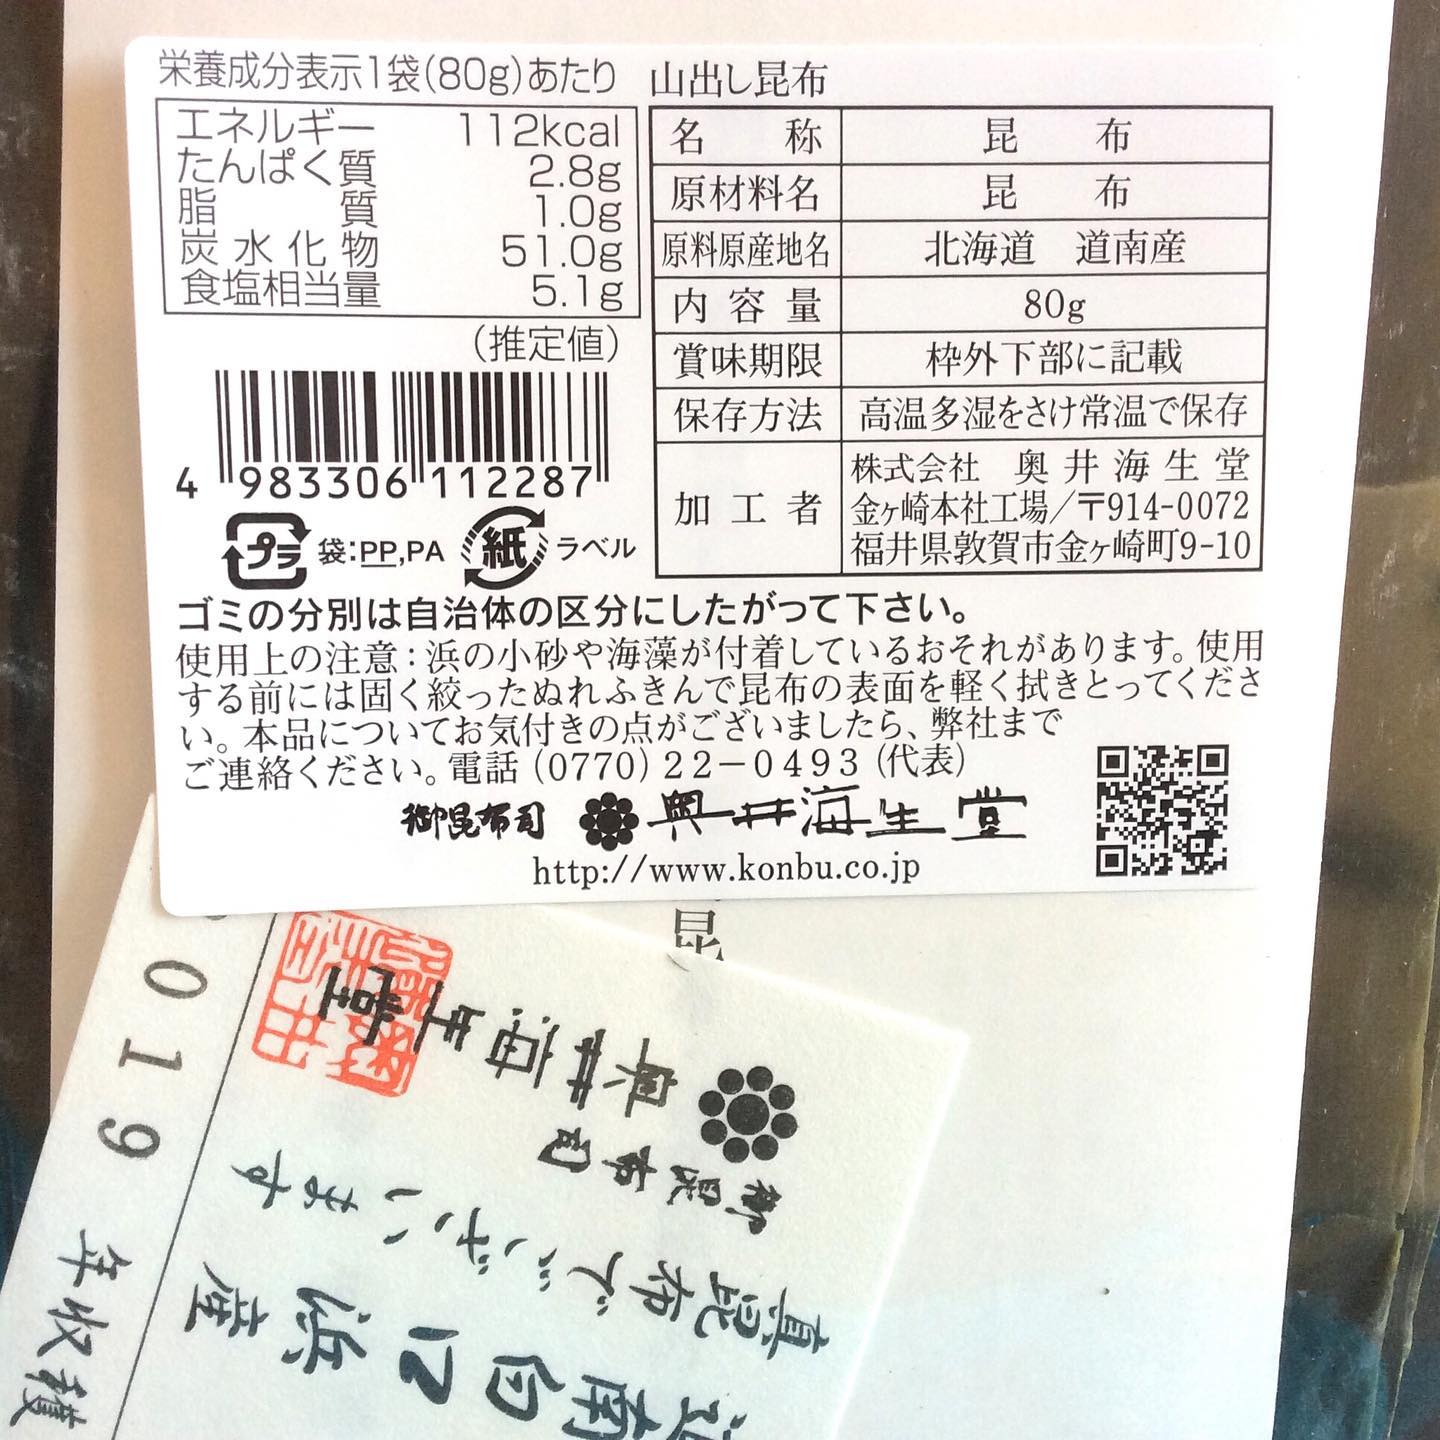 栄養成分表示1袋(80g)あたり
エネルギー 112kcal
たんぱく質 2.8g
脂質 1.0g
炭水化物 51.0g
食塩相当量 5.1g
(推定値)
4 983306 112287
プラ 袋:PP,PA 紙 ラベル
山出し昆布
名称 昆布
原材料名 昆布
原料原産地名 北海道 道南産
内容量 80g
賞味期限 枠外下部に記載
保存方法 高温多湿をさけ常温で保存
加工者 株式会社 奥井海生堂
金ヶ崎本社工場/〒914-0072
福井県敦賀市金ヶ崎町9-10
ゴミの分別は自治体の区分にしたがって下さい。
使用上の注意:浜の小砂や海藻が付着しているおそれがあります。使用
する前には固く絞ったぬれふきんで昆布の表面を軽く拭きとってくださ
い。本品についてお気付きの点がございましたら、弊社まで
ご連絡ください。電話(0770)22-0493(代表)
御昆布司 奥井海生堂
http://www.konbu.co.jp
昆
道南白口浜産
真昆布でございます
御昆布司
奥井海生堂
019年収穫